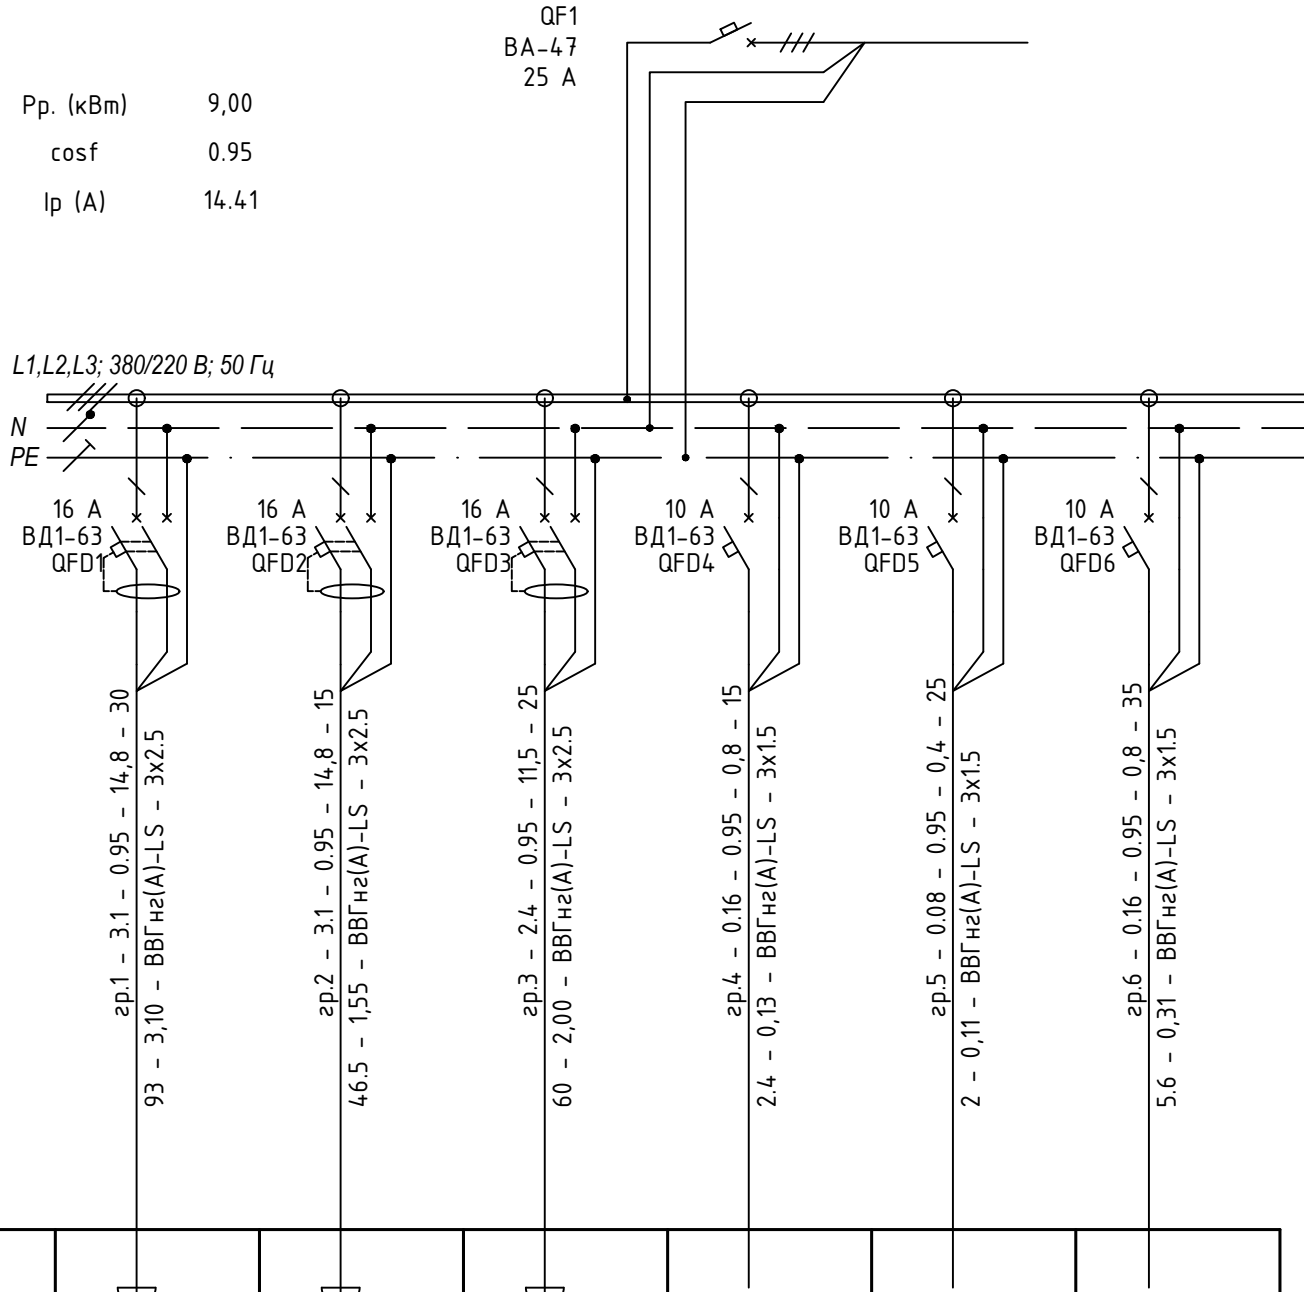 QF1
ВА-47
25 А
Рр. (кВт) 9,00
cosf 0.95
Ip (А) 14.41
L1,L2,L3; 380/220 В; 50 Гц
N
PE
16 А
ВД1-63
QFD1
16 А
ВД1-63
QFD2
16 А
ВД1-63
QFD3
10 А
ВД1-63
QFD4
10 А
ВД1-63
QFD5
10 А
ВД1-63
QFD6
гр.1 - 3.1 - 0.95 - 14,8 - 30
93 - 3,10 - ВВГнг(А)-LS - 3x2.5
гр.2 - 3.1 - 0.95 - 14,8 - 15
46.5 - 1,55 - ВВГнг(А)-LS - 3x2.5
гр.3 - 2.4 - 0.95 - 11,5 - 25
60 - 2,00 - ВВГнг(А)-LS - 3x2.5
гр.4 - 0.16 - 0.95 - 0,8 - 15
2.4 - 0,13 - ВВГнг(А)-LS - 3x1.5
гр.5 - 0.08 - 0.95 - 0,4 - 25
2 - 0,11 - ВВГнг(А)-LS - 3x1.5
гр.6 - 0.16 - 0.95 - 0,8 - 35
5.6 - 0,31 - ВВГнг(А)-LS - 3x1.5